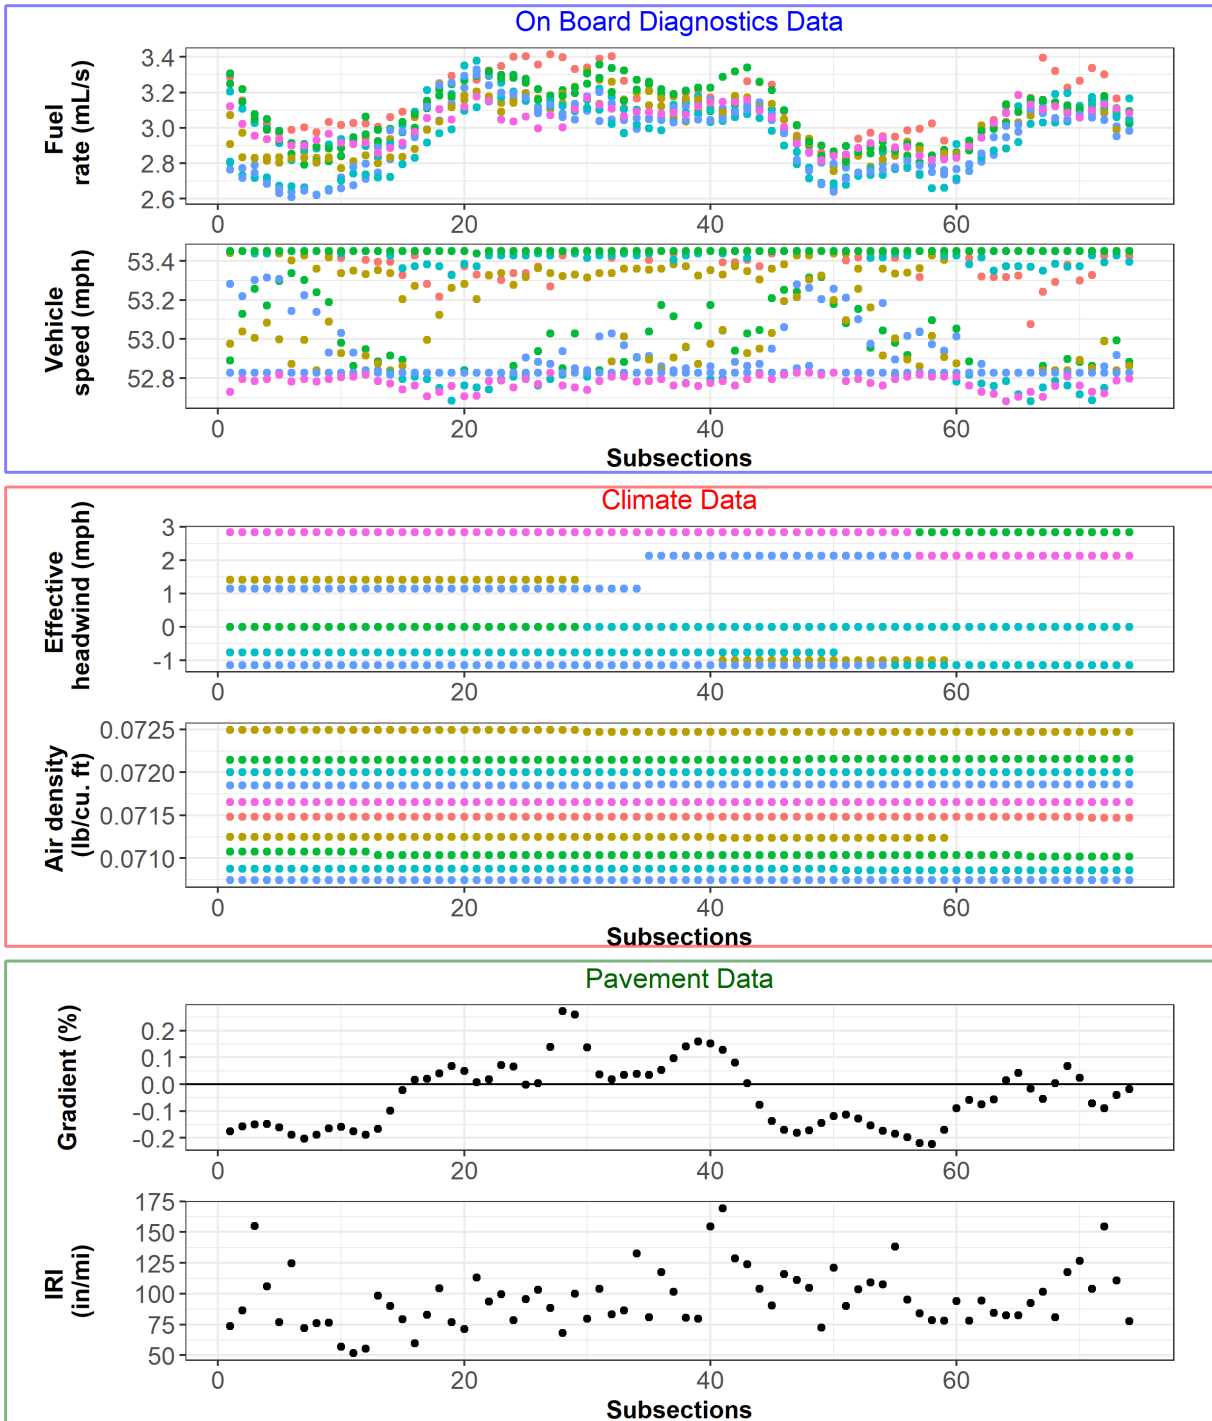 On Board Diagnostics Data
Fuel
rate (mL/s)
3.4
3.2
3.0
2.8
2.6
0 20 40 60
Vehicle
speed (mph)
53.4
53.2
53.0
52.8
0 20 40 60
Subsections
Climate Data
Effective
headwind (mph)
3
2
1
0
-1
0 20 40 60
Air density
(lb/cu. ft)
0.0725
0.0720
0.0715
0.0710
0 20 40 60
Subsections
Pavement Data
Gradient (%)
0.2
0.1
0.0
-0.1
-0.2
0 20 40 60
IRI
(in/mi)
175
150
125
100
75
50
0 20 40 60
Subsections